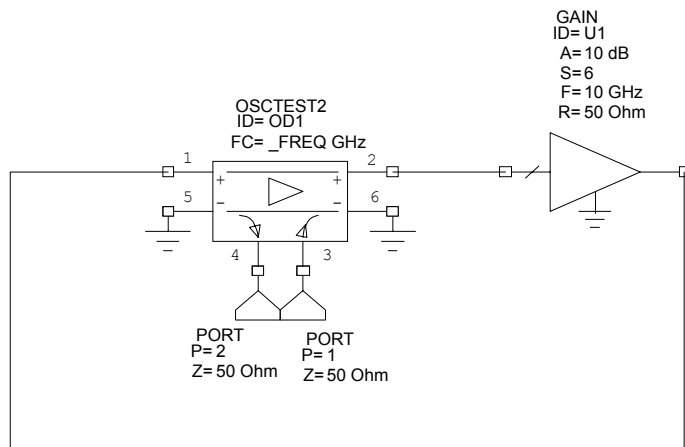 GAIN
ID= U1
A= 10 dB
S= 6
F= 10 GHz
R= 50 Ohm
OSCTEST2
ID= OD1
FC= _FREQ GHz
1
2
+
+
5
-
-
6
4
3
PORT
P= 2
Z= 50 Ohm
PORT
P= 1
Z= 50 Ohm